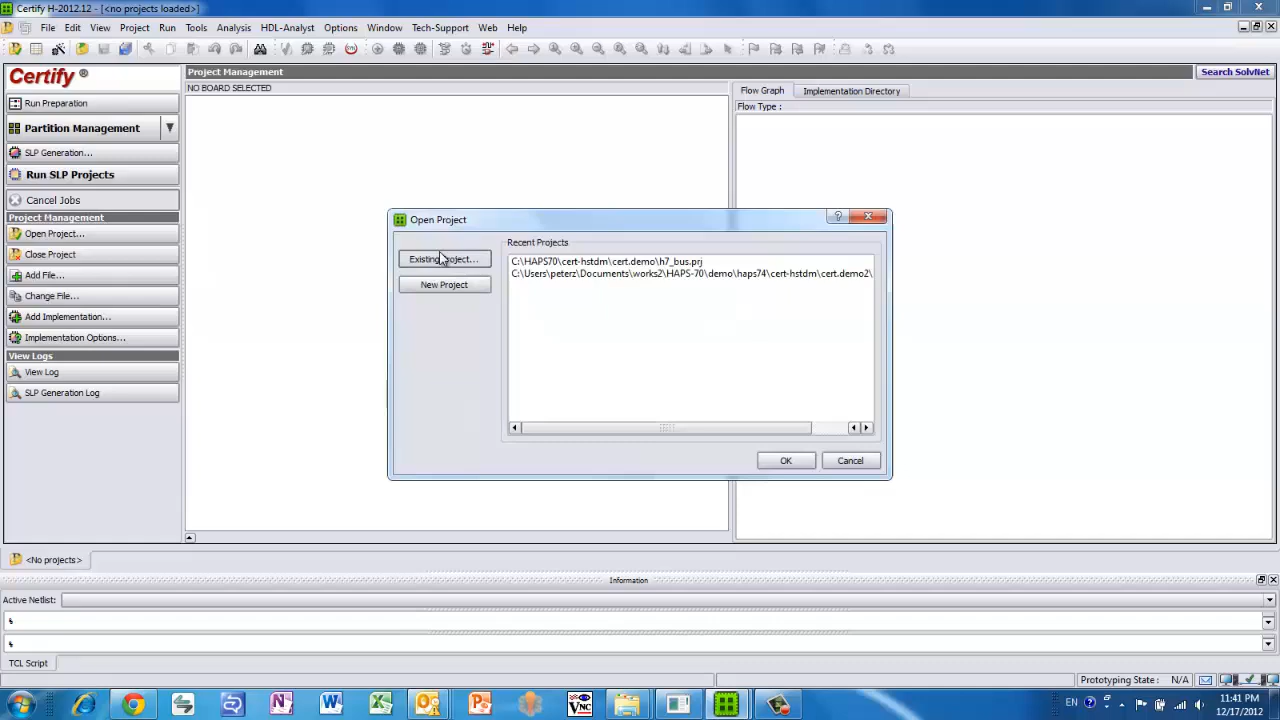 Certify H-2012.12 - [<no projects loaded>]
File Edit View Project Run Tools Analysis HDL-Analyst Options Window Tech-Support Web Help
Certify ®
Project Management
Search SolvNet
NO BOARD SELECTED
Flow Graph
Implementation Directory
Flow Type :
Run Preparation
Partition Management
SLP Generation...
Run SLP Projects
Cancel Jobs
Project Management
Open Project...
Close Project
Add File...
Change File...
Add Implementation...
Implementation Options...
View Logs
View Log
SLP Generation Log
Open Project
Existing Project...
New Project
Recent Projects
C:\HAPS70\cert-hstdm\cert.demo\h7_bus.prj
C:\Users\peterz\Documents\works2\HAPS-70\demo\haps74\cert-hstdm\cert.demo2\
OK
Cancel
<No projects>
Information
Active Netlist:
%
%
TCL Script
Prototyping State: N/A
EN
11:41 PM
12/17/2012